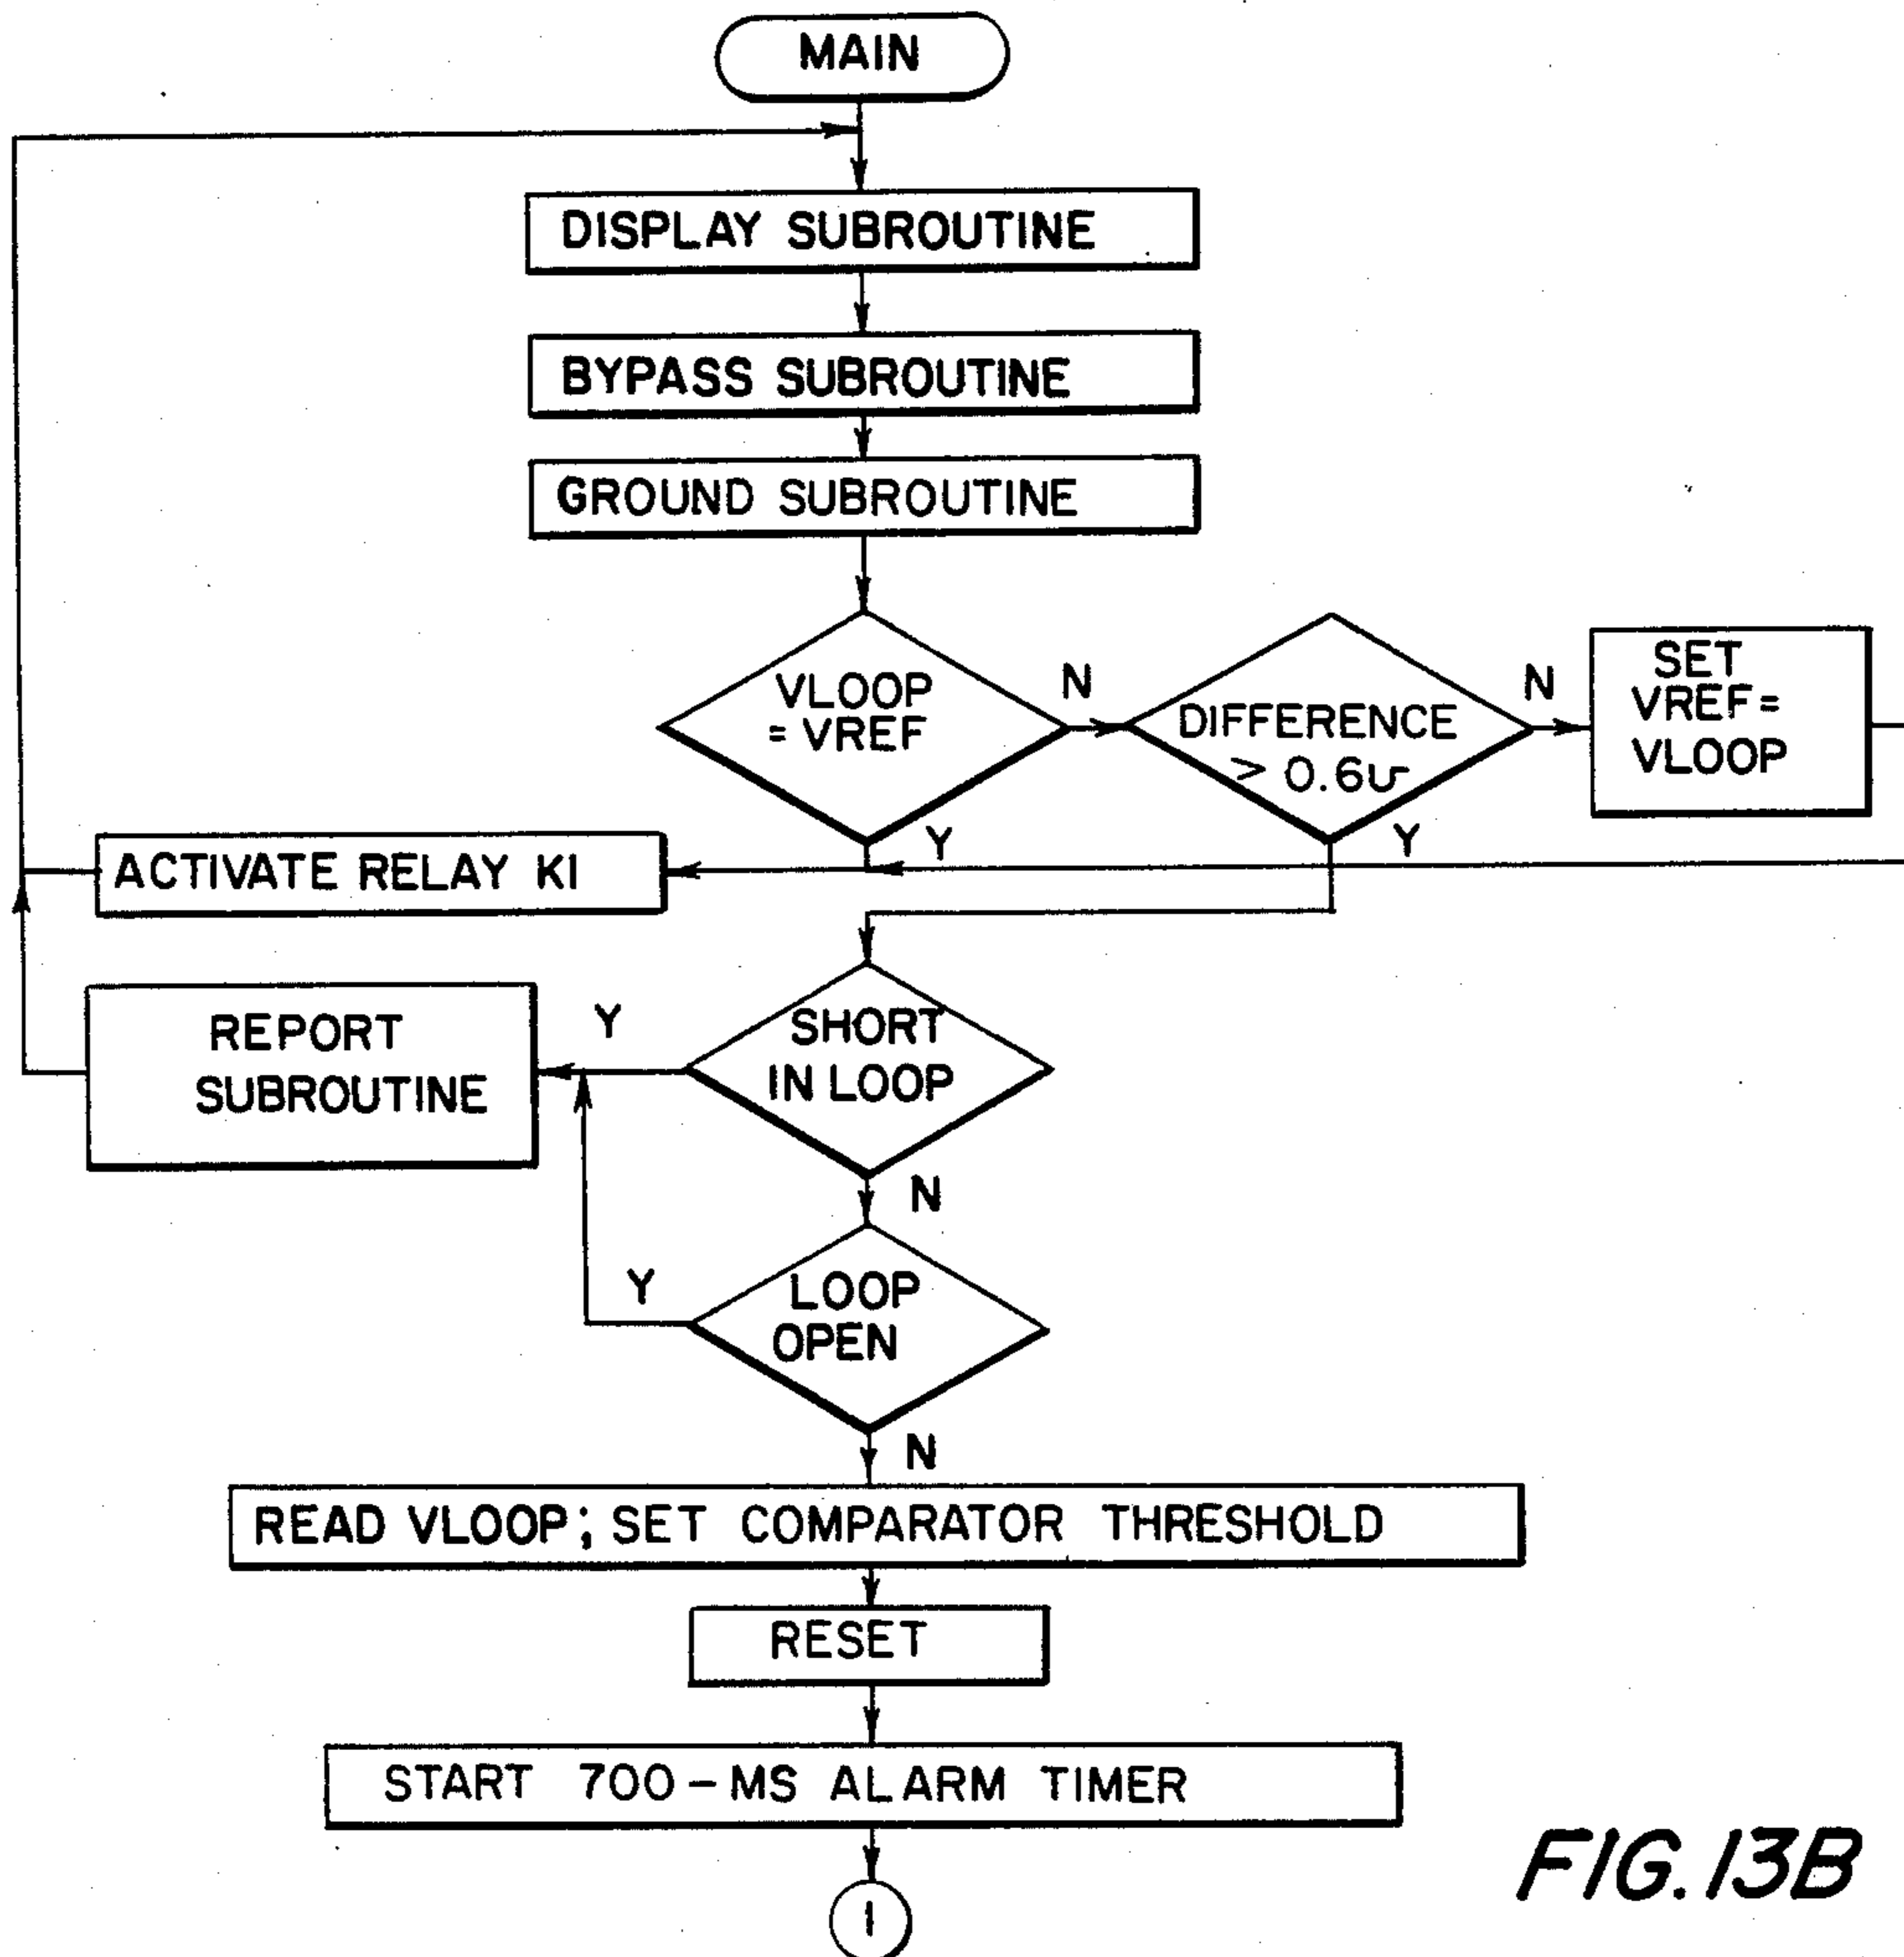 MAIN
DISPLAY SUBROUTINE
BYPASS SUBROUTINE
GROUND SUBROUTINE
VLOOP
= VREF
N
DIFFERENCE
> 0.6v
N
SET
VREF=
VLOOP
Y
Y
ACTIVATE RELAY K1
SHORT
IN LOOP
Y
REPORT
SUBROUTINE
N
LOOP
OPEN
Y
N
READ VLOOP; SET COMPARATOR THRESHOLD
RESET
START 700-MS ALARM TIMER
1
FIG. 13B